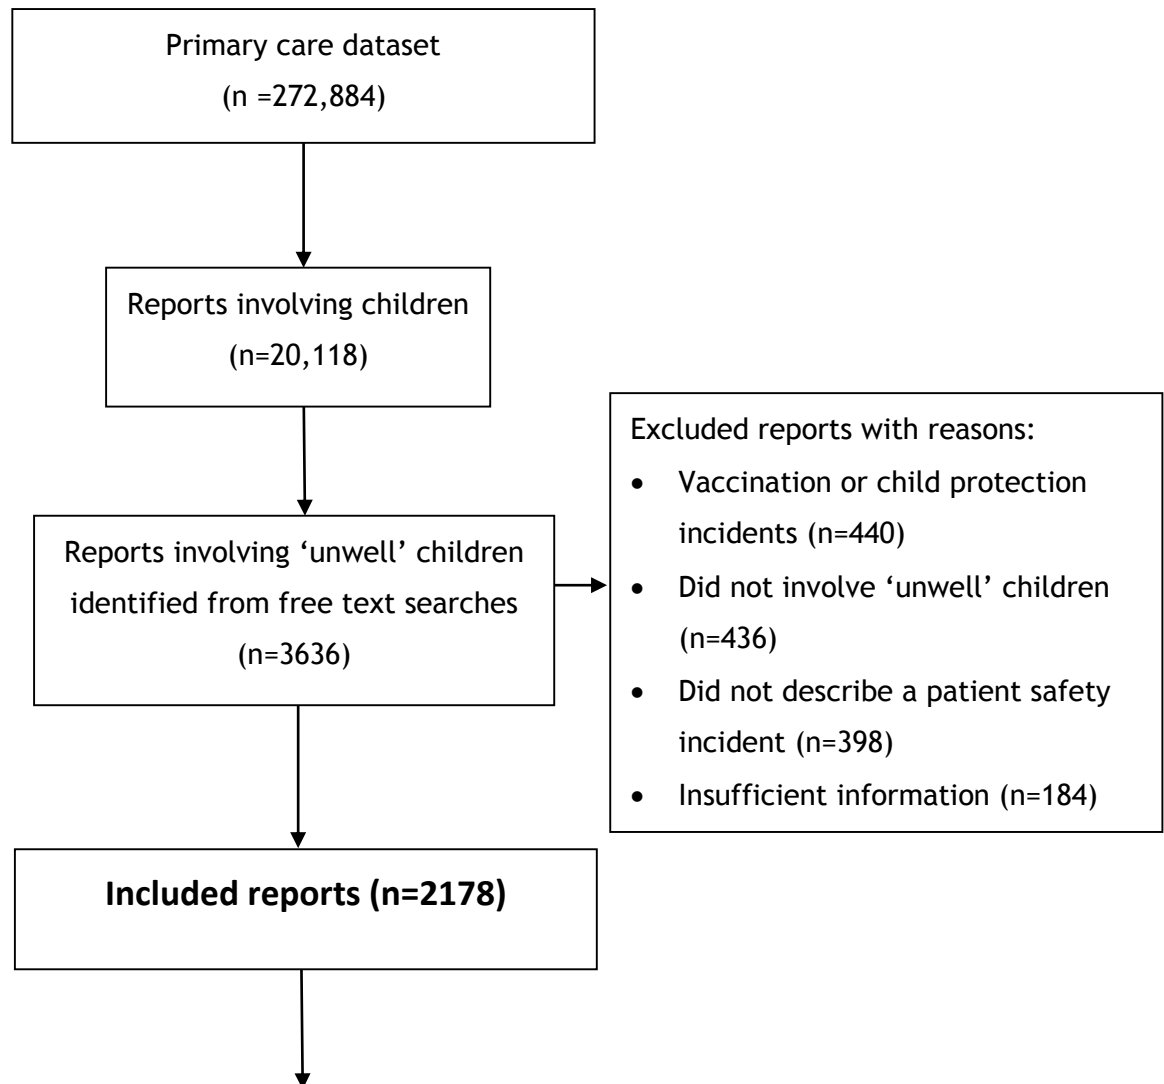 Primary care dataset
(n =272,884)
Reports involving children
(n=20,118)
Reports involving ‘unwell’ children
identified from free text searches
(n=3636)
Excluded reports with reasons:
• Vaccination or child protection
incidents (n=440)
• Did not involve ‘unwell’ children
(n=436)
• Did not describe a patient safety
incident (n=398)
• Insufficient information (n=184)
Included reports (n=2178)